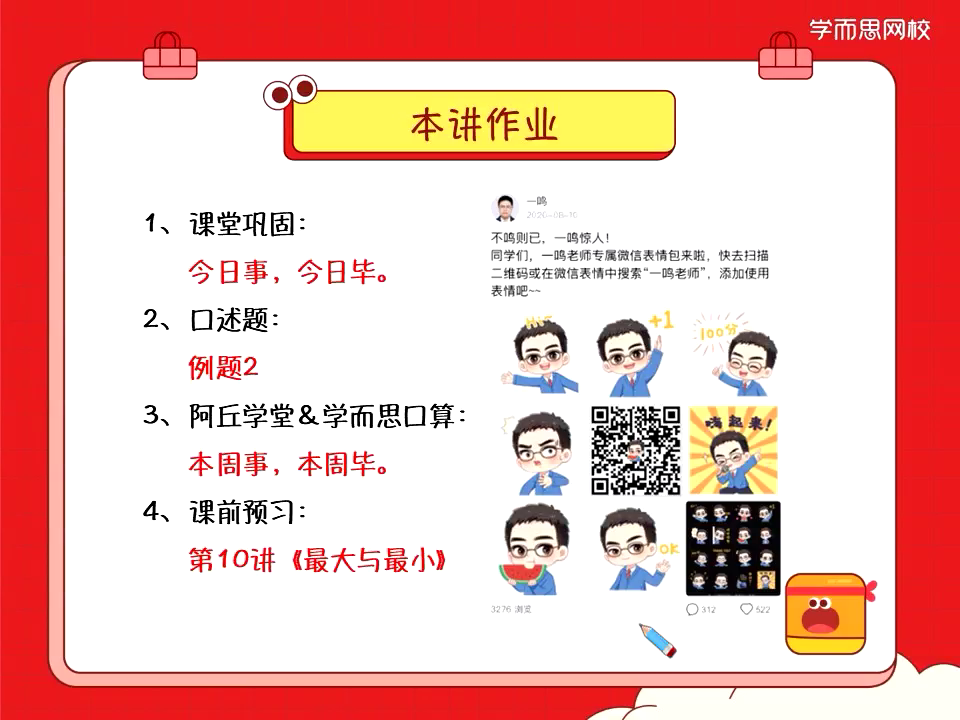 学而思网校
本讲作业
1、课堂巩固：
今日事，今日毕。
2、口述题：
例题2
3、阿丘学堂&学而思口算：
本周事，本周毕。
4、课前预习：
第10讲《最大与最小》
一鸣
不鸣则已，一鸣惊人！
同学们，一鸣老师专属微信表情包来啦，快去扫描
二维码或在微信表情中搜索“一鸣老师”，添加使用
表情吧~~
+1
100分
嗨起来！
OK
3276 浏览
312
522